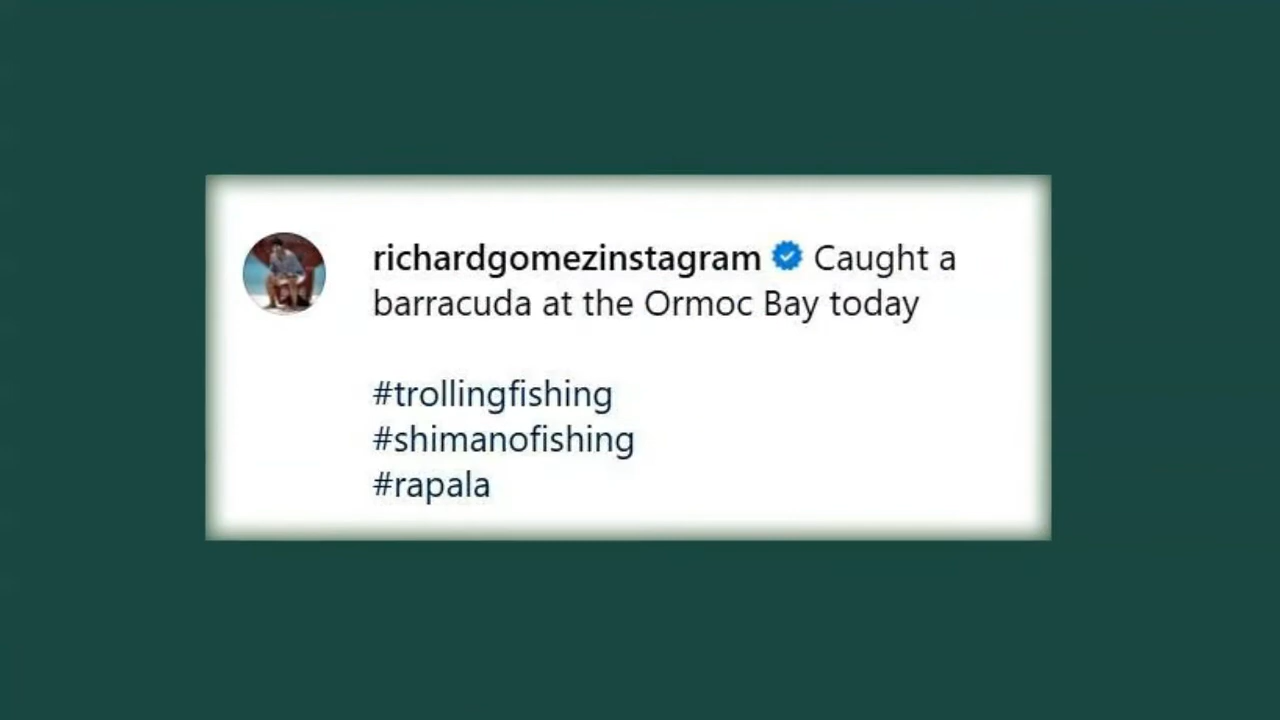 richardgomezinstagram Caught a
barracuda at the Ormoc Bay today
#trollingfishing
#shimanofishing
#rapala